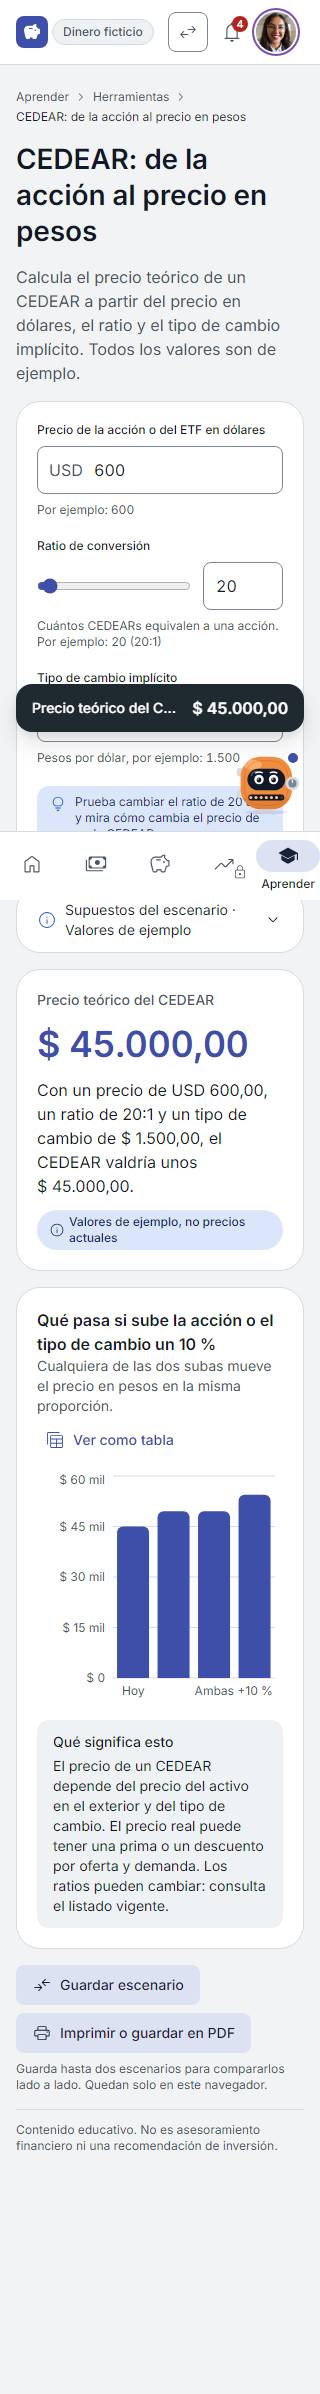 Dinero ficticio
4
Aprender > Herramientas >
CEDEAR: de la acción al precio en pesos
CEDEAR: de la
acción al precio en
pesos
Calcula el precio teórico de un
CEDEAR a partir del precio en
dólares, el ratio y el tipo de cambio
implícito. Todos los valores son de
ejemplo.
Precio de la acción o del ETF en dólares
USD 600
Por ejemplo: 600
Ratio de conversión
20
Cuántos CEDEARs equivalen a una acción.
Por ejemplo: 20 (20:1)
Tipo de cambio implícito
Precio teórico del C... $ 45.000,00
Pesos por dólar, por ejemplo: 1.500
Prueba cambiar el ratio de 20
y mira cómo cambia el precio de
Aprender
Supuestos del escenario ·
Valores de ejemplo
Precio teórico del CEDEAR
$ 45.000,00
Con un precio de USD 600,00,
un ratio de 20:1 y un tipo de
cambio de $ 1.500,00, el
CEDEAR valdría unos
$ 45.000,00.
Valores de ejemplo, no precios
actuales
Qué pasa si sube la acción o el
tipo de cambio un 10 %
Cualquiera de las dos subas mueve
el precio en pesos en la misma
proporción.
Ver como tabla
$ 60 mil
$ 45 mil
$ 30 mil
$ 15 mil
$ 0
Hoy Ambas +10 %
Qué significa esto
El precio de un CEDEAR
depende del precio del activo
en el exterior y del tipo de
cambio. El precio real puede
tener una prima o un descuento
por oferta y demanda. Los
ratios pueden cambiar: consulta
el listado vigente.
Guardar escenario
Imprimir o guardar en PDF
Guarda hasta dos escenarios para compararlos
lado a lado. Quedan solo en este navegador.
Contenido educativo. No es asesoramiento
financiero ni una recomendación de inversión.